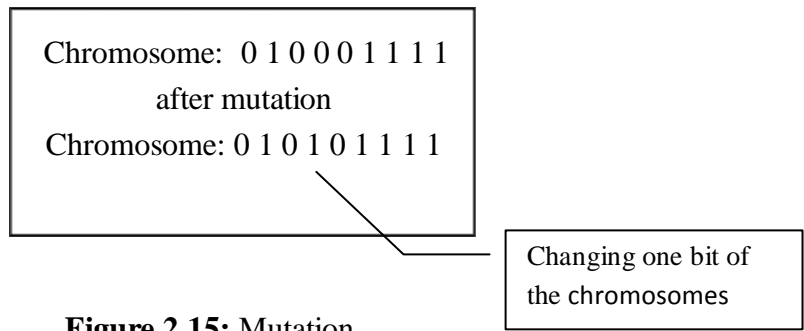 Chromosome: 0 1 0 0 0 1 1 1 1
after mutation
Chromosome: 0 1 0 1 0 1 1 1 1
Changing one bit of
the chromosomes
Figure 2.15: Mutation